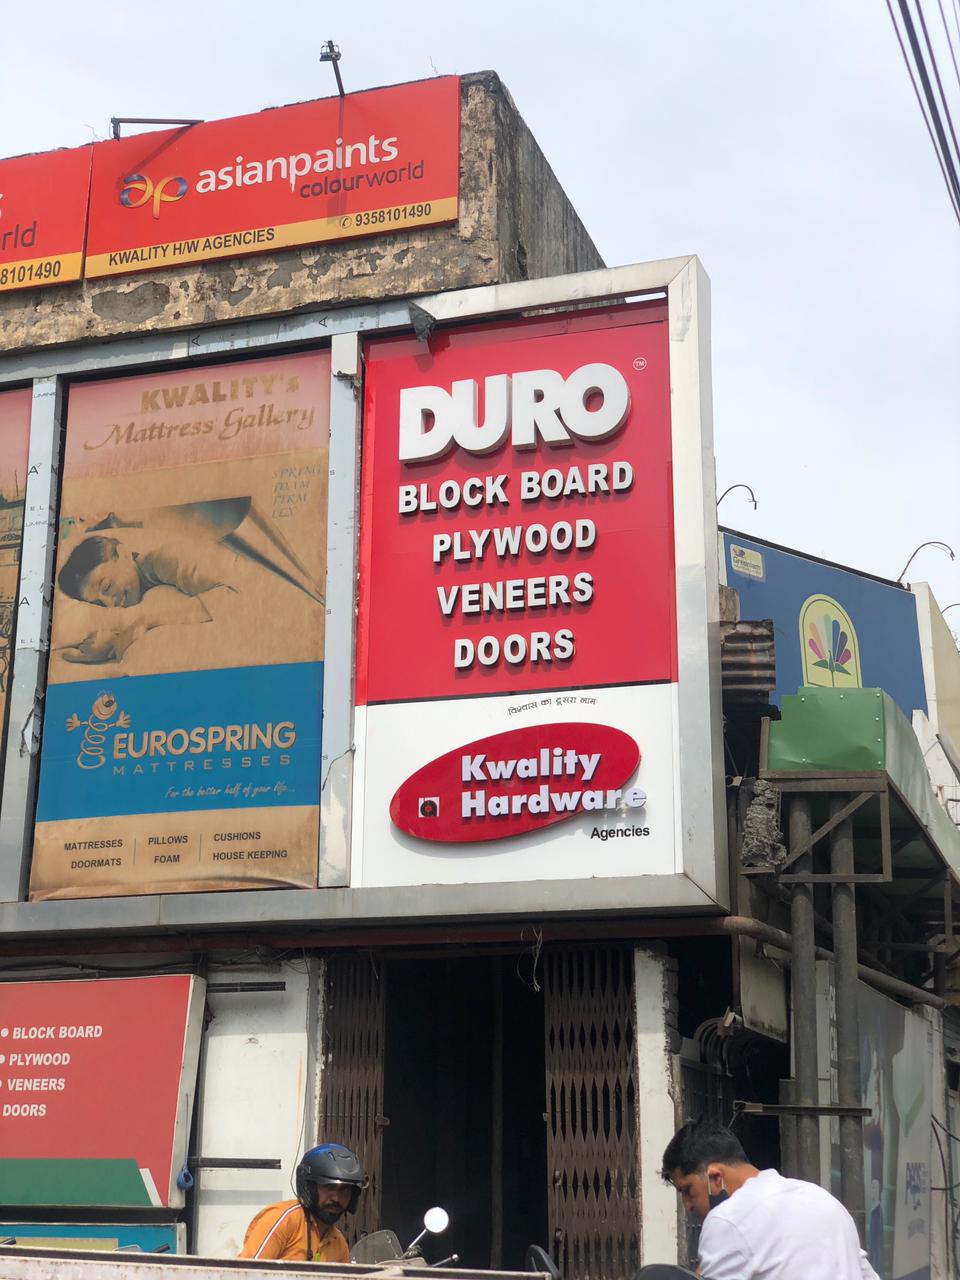 asianpaints
colourworld
✆ 9358101490
KWALITY H/W AGENCIES
rld
8101490
KWALITY'S
Mattress Gallery
SPRING
FOAM
EUROSPRING
MATTRESSES
For the better half of your life...
MATTRESSES
PILLOWS
CUSHIONS
DOORMATS
FOAM
HOUSE KEEPING
DURO
TM
BLOCK BOARD
PLYWOOD
VENEERS
DOORS
विश्वास का दूसरा नाम
Kwality
Hardware
Agencies
Greenlam
• BLOCK BOARD
• PLYWOOD
• VENEERS
DOORS